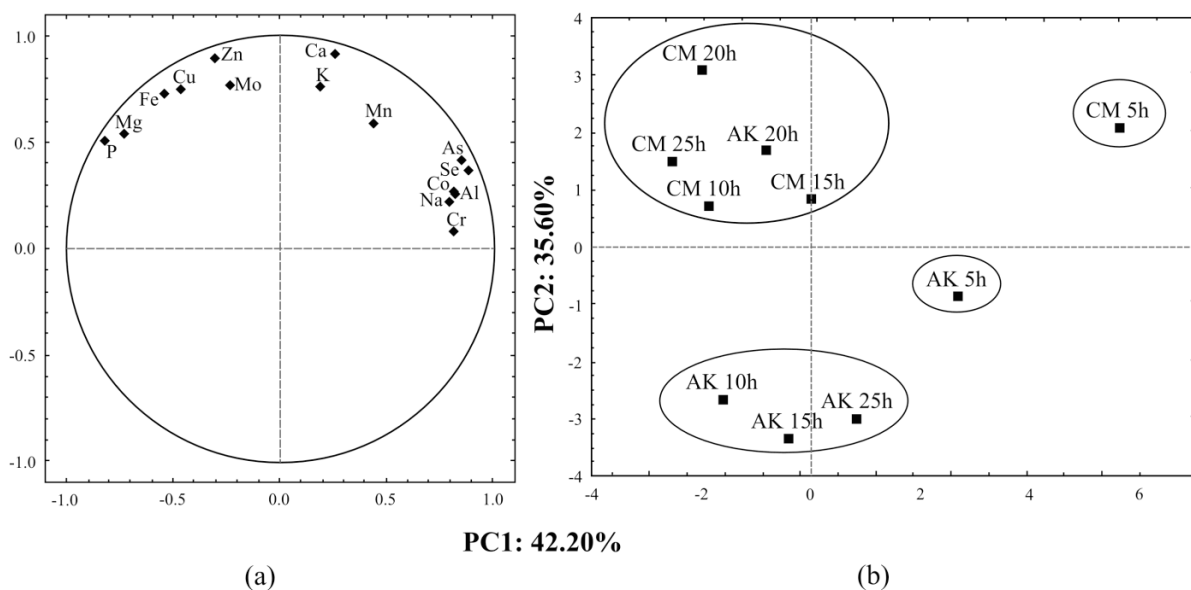 1.0
Zn
Ca
Cu
Mo
K
Fe
Mg
Mn
0.5
P
As
Se
Co
Al
Na
Cr
0.0
-0.5
-1.0
-1.0
-0.5
0.0
0.5
1.0
(a)
PC1: 42.20%
PC2: 35.60%
4
3
2
1
0
-1
-2
-3
-4
CM 20h
CM 5h
CM 25h
AK 20h
CM 10h
CM 15h
AK 5h
AK 10h
AK 25h
AK 15h
-4
-2
0
2
4
6
(b)